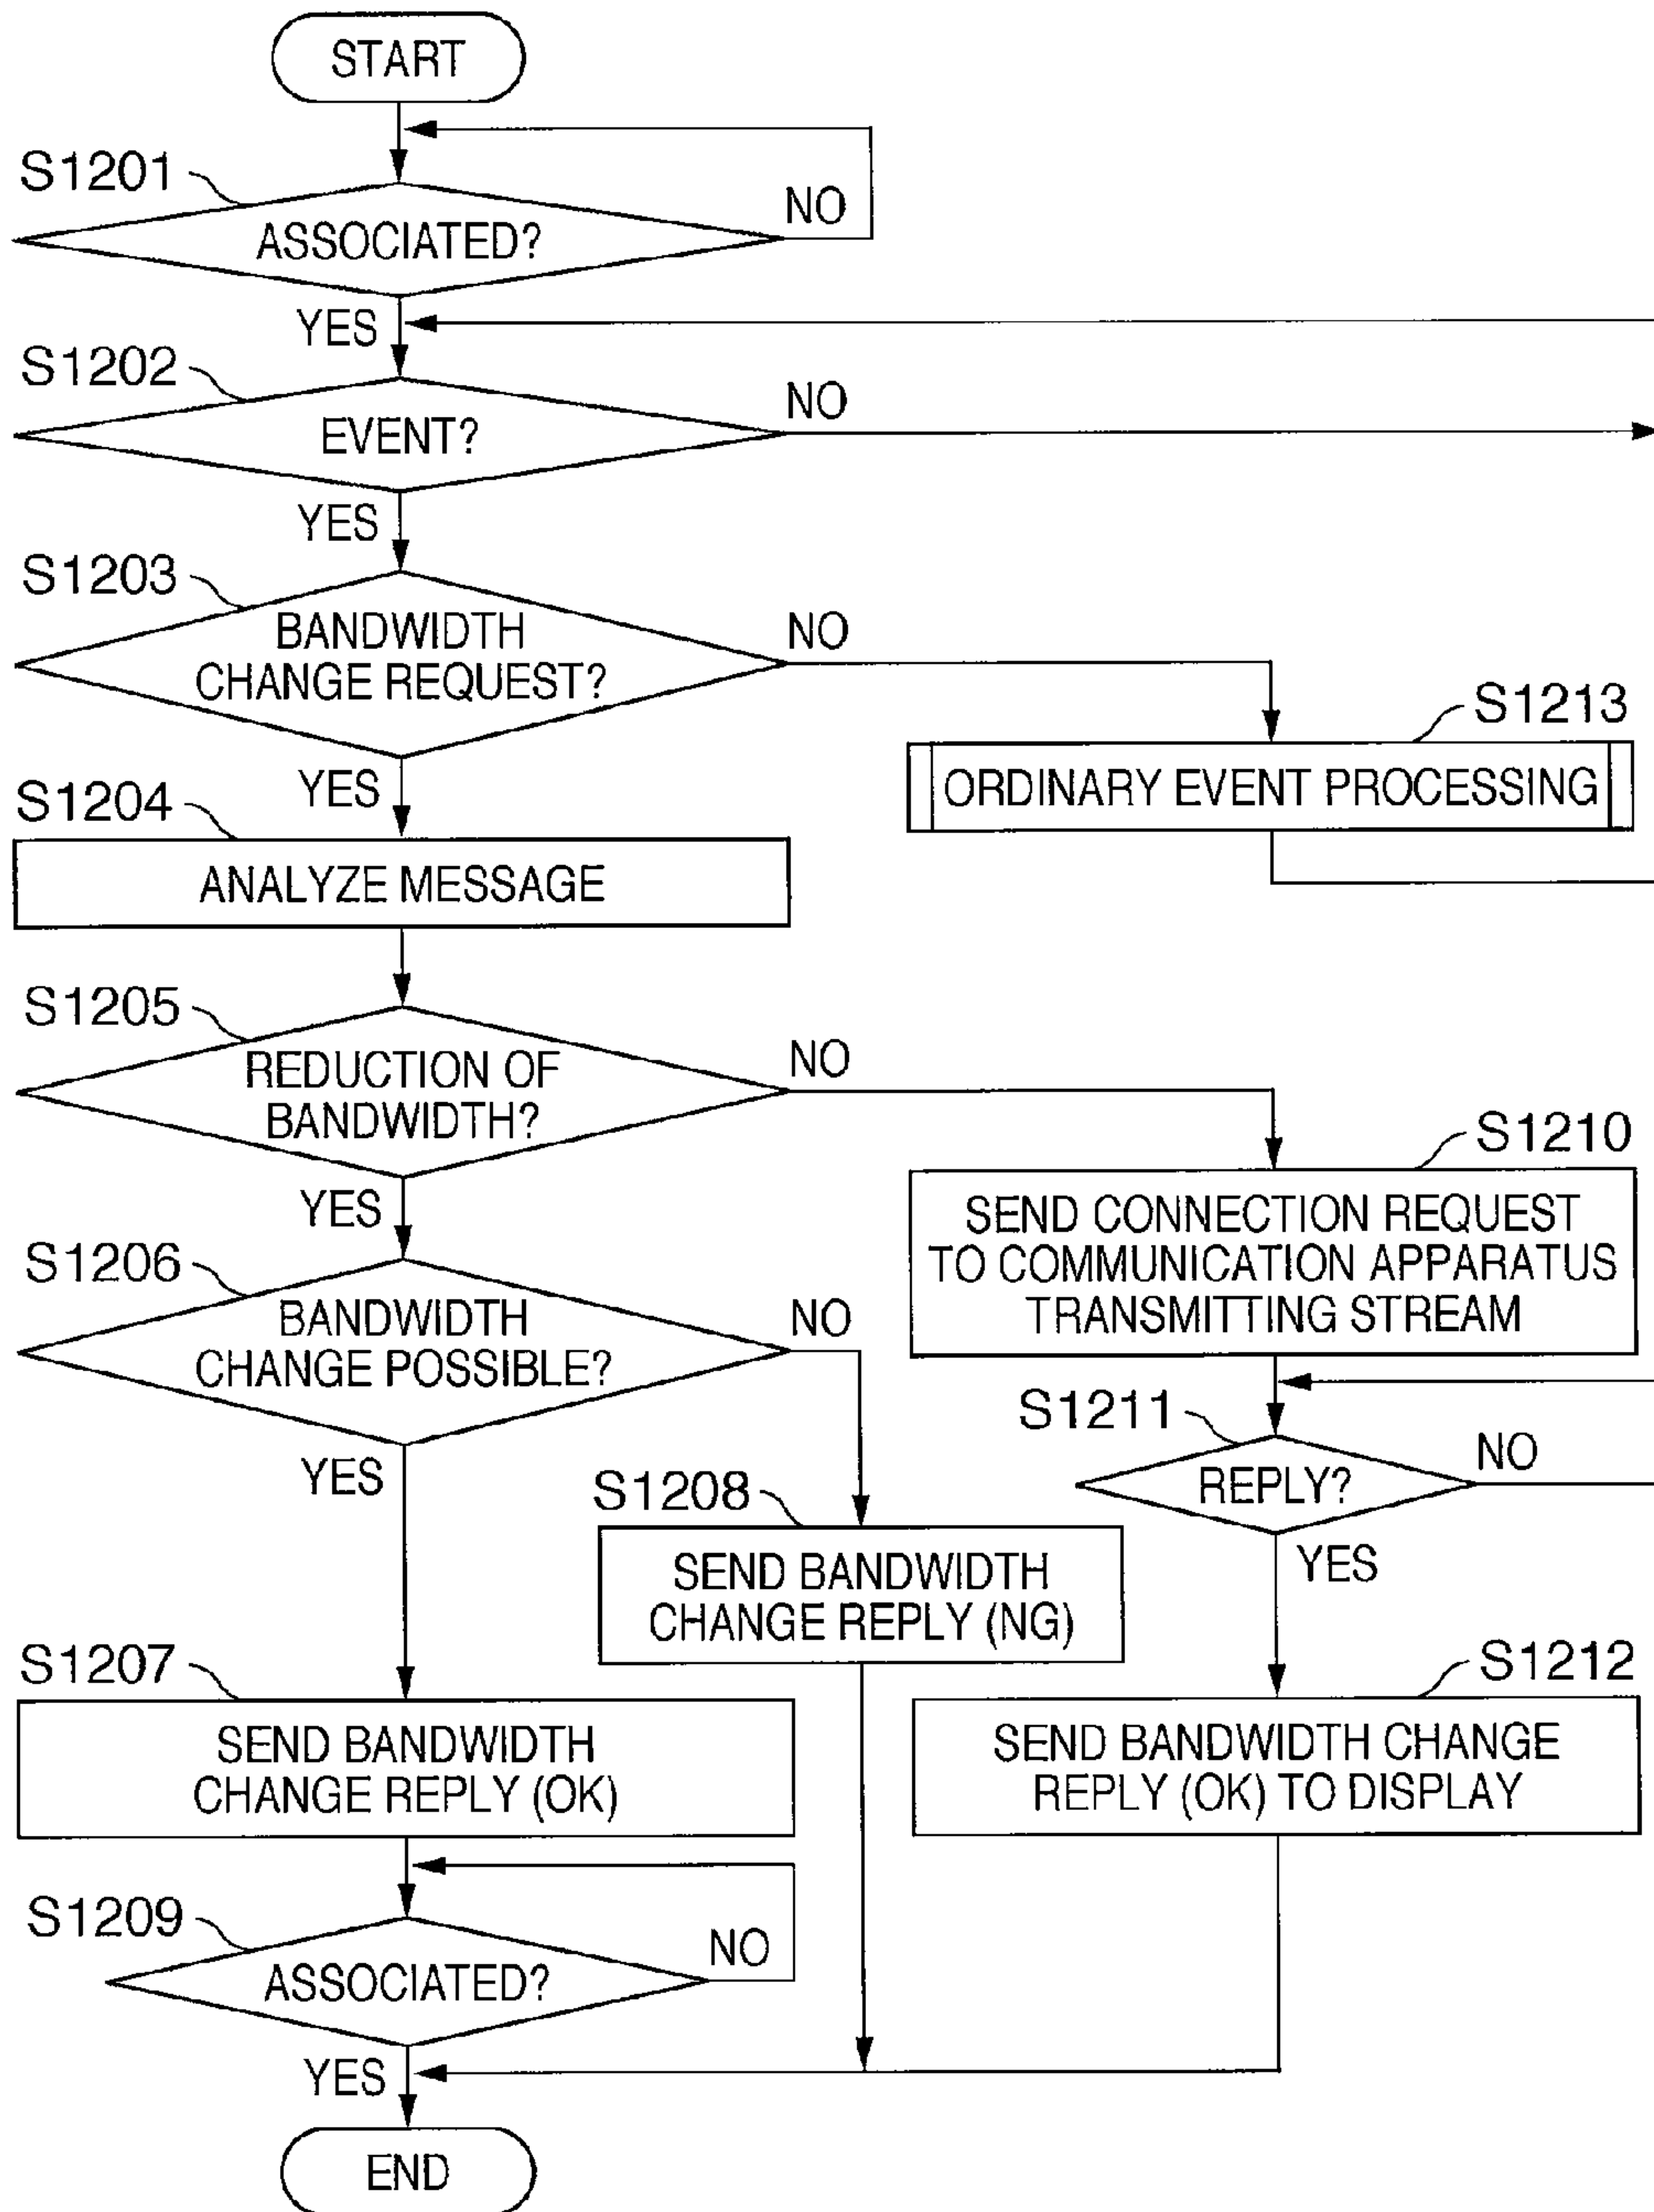 START
S1201
ASSOCIATED?
NO
YES
S1202
EVENT?
NO
YES
S1203
BANDWIDTH
CHANGE REQUEST?
NO
YES
S1213
ORDINARY EVENT PROCESSING
S1204
ANALYZE MESSAGE
S1205
REDUCTION OF
BANDWIDTH?
NO
YES
S1210
SEND CONNECTION REQUEST
TO COMMUNICATION APPARATUS
TRANSMITTING STREAM
S1206
BANDWIDTH
CHANGE POSSIBLE?
NO
YES
S1211
REPLY?
NO
YES
S1208
SEND BANDWIDTH
CHANGE REPLY (NG)
S1207
SEND BANDWIDTH
CHANGE REPLY (OK)
S1212
SEND BANDWIDTH CHANGE
REPLY (OK) TO DISPLAY
S1209
ASSOCIATED?
NO
YES
END